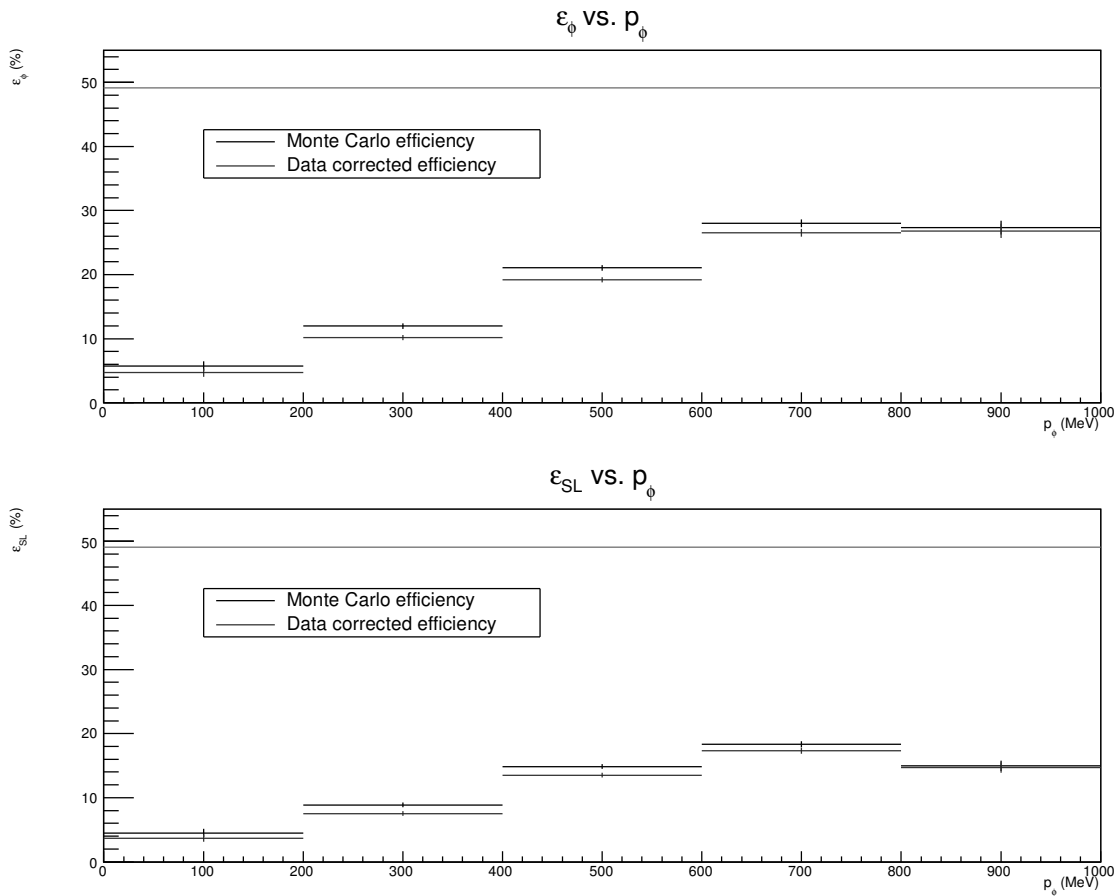 ε_ϕ vs. p_ϕ
ε_ϕ (%)
50
40
30
20
10
0
Monte Carlo efficiency
Data corrected efficiency
0 100 200 300 400 500 600 700 800 900 1000
p_ϕ (MeV)
ε_SL vs. p_ϕ
ε_SL (%)
50
40
30
20
10
0
Monte Carlo efficiency
Data corrected efficiency
0 100 200 300 400 500 600 700 800 900 1000
p_ϕ (MeV)